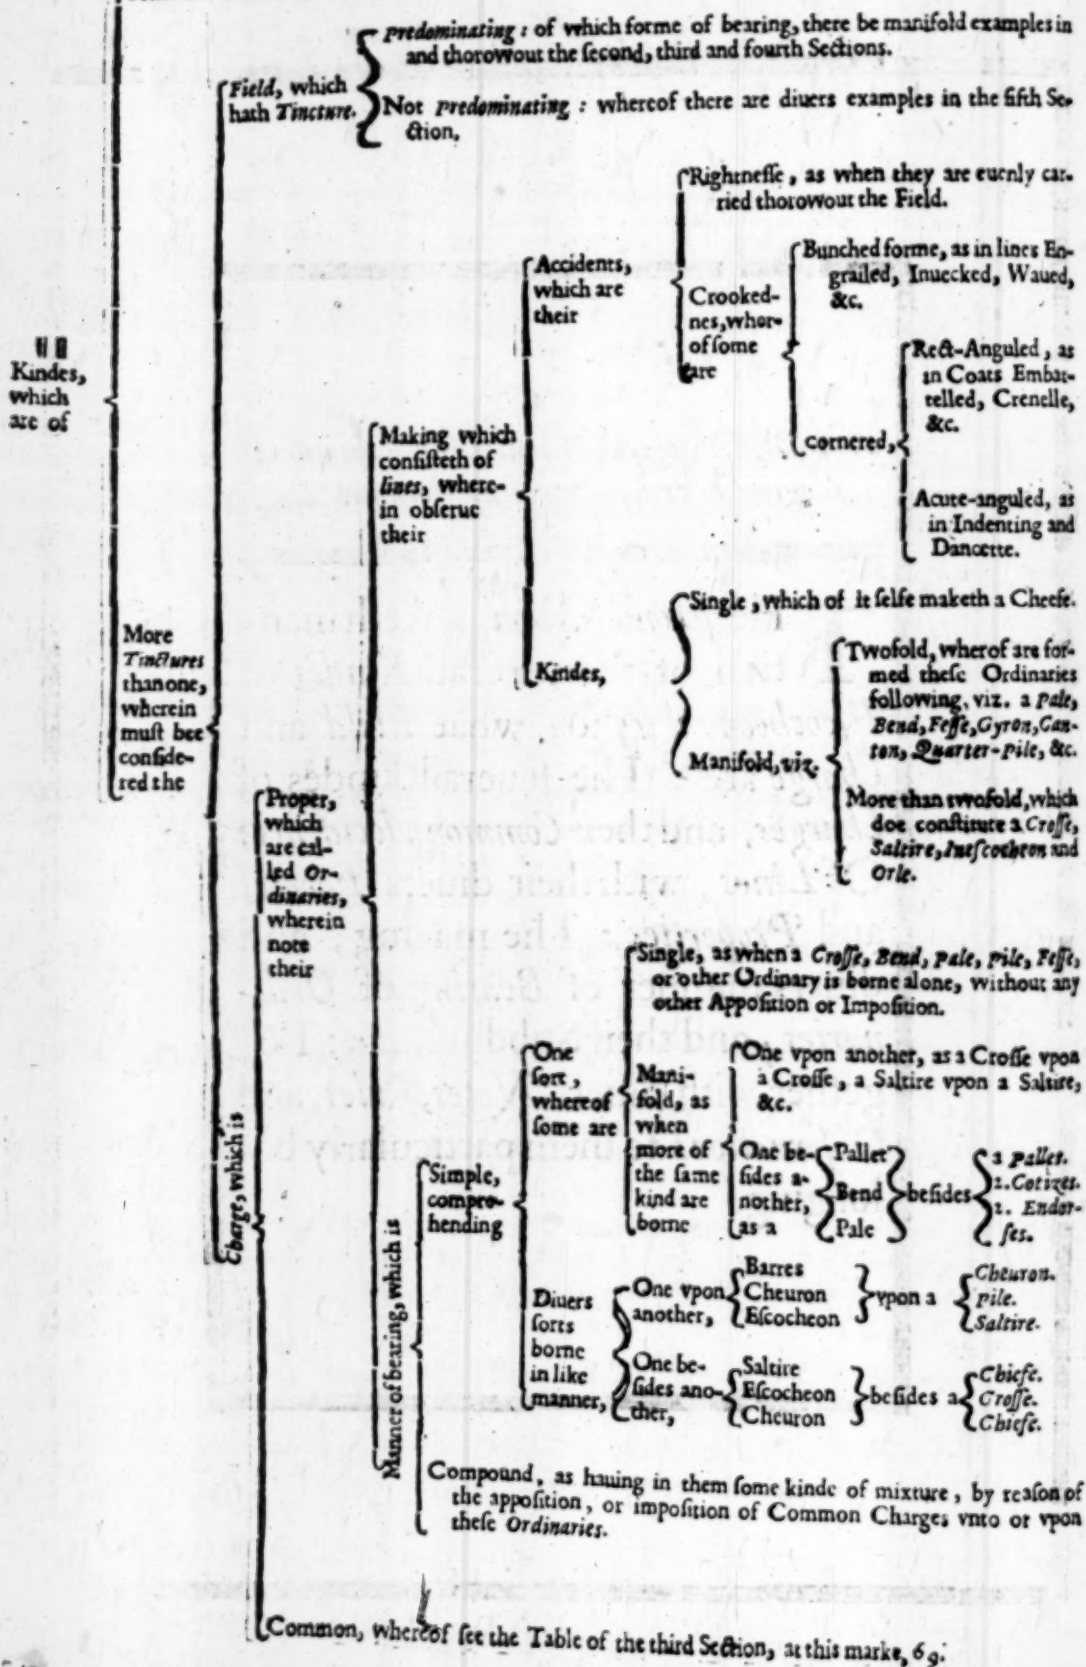 Kindes,
which
are of
More
Tinctures
than one,
wherein
must bee
conside-
red the
Field, which
hath Tincture.
predominating : of which forme of bearing, there be manifold examples in
and thorowout the ſecond, third and fourth Sections.
Not predominating : whereof there are diuers examples in the fifth Se-
ction.
Charge, which is
Proper,
which
are cal-
led Or-
dinaries,
wherein
note
their
Making which
conſiſteth of
lines, where-
in obſerue
their
Accidents,
which are
their
Rightneſſe, as when they are euenly car-
ried thorowout the Field.
Crooked-
nes, wher-
of ſome
are
Bunched forme, as in lines En-
grailed, Inuecked, Waued,
&c.
cornered,
Rect-Anguled, as
in Coats Embat-
telled, Crenelle,
&c.
Acute-anguled, as
in Indenting and
Dancette.
Kindes,
Single, which of it ſelfe maketh a Cheefe.
Manifold, viz.
Twofold, wherof are for-
med theſe Ordinaries
following, viz. a pale,
Bend, Feſſe, Gyron, Can-
ton, Quarter-pile, &c.
More than twofold, which
doe conſtitute a Croſſe,
Saltire, Ineſcocheon and
Orle.
Manner of bearing, which is
Simple,
compre-
hending
One
ſort,
whereof
ſome are
Single, as when a Croſſe, Bend, pale, pile, Feſſe,
or other Ordinary is borne alone, without any
other Appoſition or Impoſition.
Mani-
fold, as
when
more of
the ſame
kind are
borne
One vpon another, as a Croſſe vpon
a Croſſe, a Saltire vpon a Saltire,
&c.
One be-
ſides a-
nother,
as a
Pallet
Bend
Pale
beſides
a pallet.
2. Cotizes.
2. Endor-
ſes.
Diuers
ſorts
borne
in like
manner,
One vpon
another,
Barres
Cheuron
Eſcocheon
vpon a
Cheuron.
pile.
Saltire.
One be-
ſides ano-
ther,
Saltire
Eſcocheon
Cheuron
beſides a
Chiefe.
Croſſe.
Chiefe.
Compound, as hauing in them ſome kinde of mixture, by reaſon of
the appoſition, or impoſition of Common Charges vnto or vpon
theſe Ordinaries.
Common, whereof ſee the Table of the third Section, at this marke, 69.